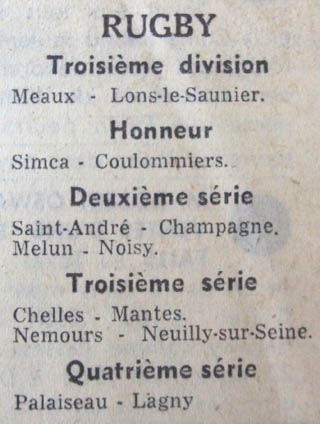 RUGBY
Troisième division
Meaux - Lons-le-Saunier.
Honneur
Simca - Coulommiers.
Deuxième série
Saint-André - Champagne.
Melun - Noisy.
Troisième série
Chelles - Mantes.
Nemours - Neuilly-sur-Seine.
Quatrième série
Palaiseau - Lagny